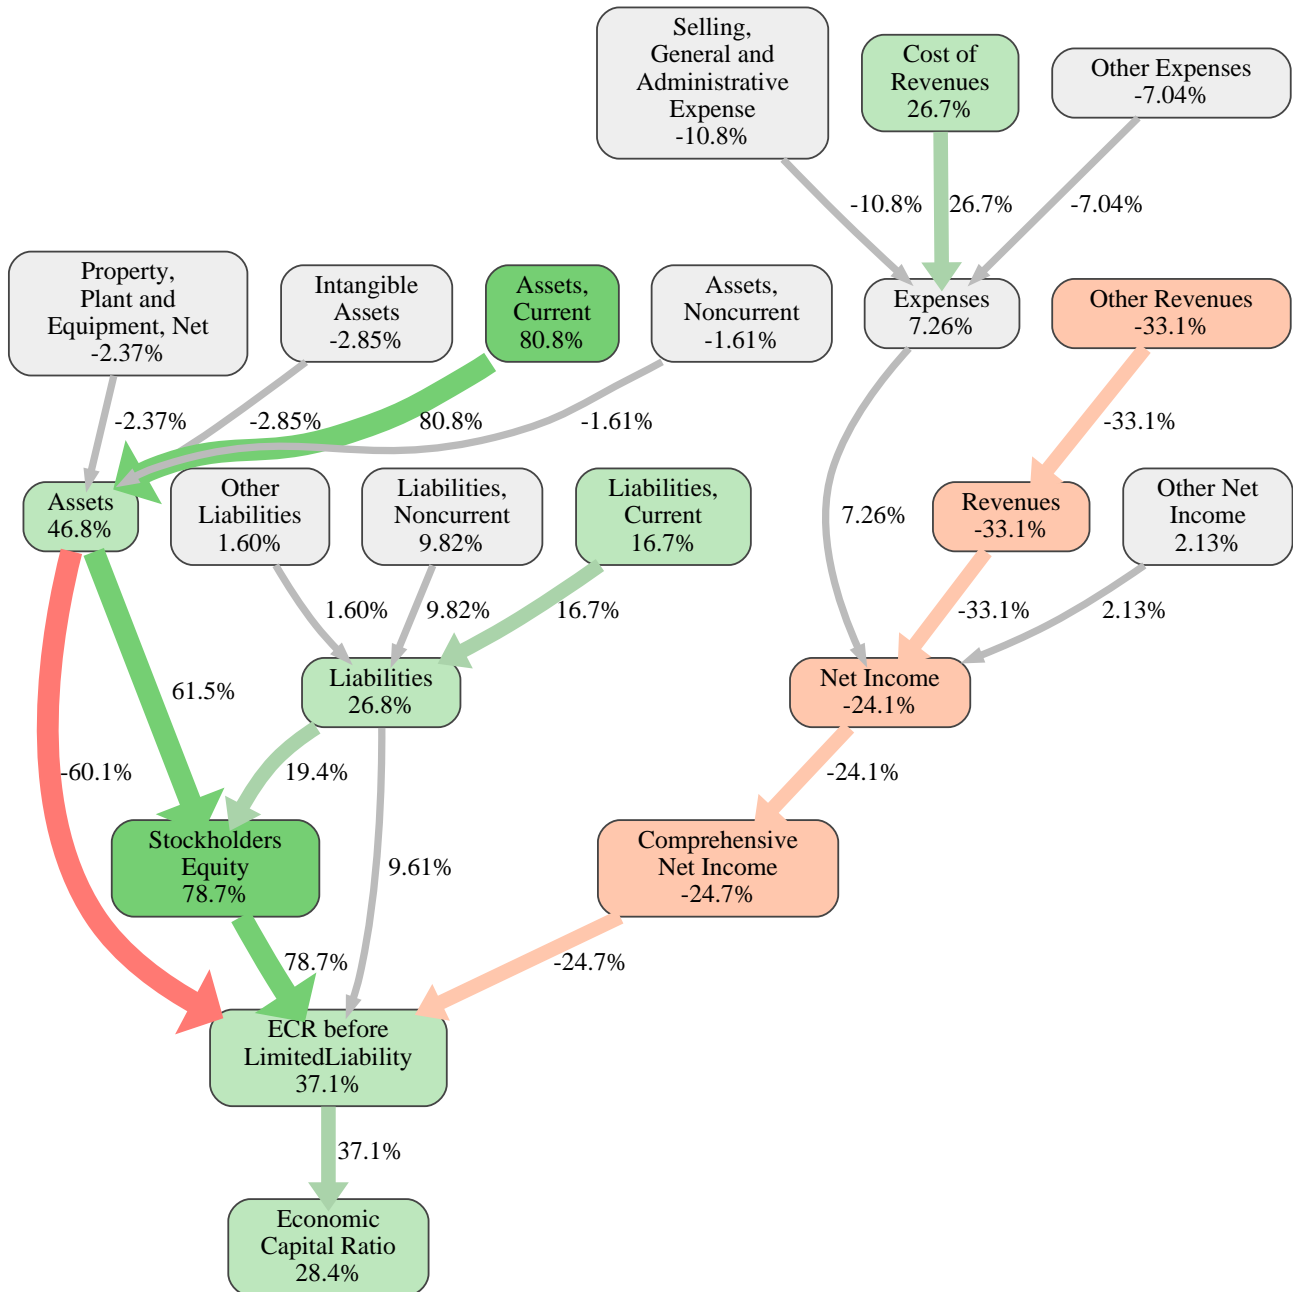 Selling,
General and
Administrative
Expense
-10.8%
Cost of
Revenues
26.7%
Other Expenses
-7.04%
-10.8%
26.7%
-7.04%
Property,
Plant and
Equipment, Net
-2.37%
Intangible
Assets
-2.85%
Assets,
Current
80.8%
Assets,
Noncurrent
-1.61%
Expenses
7.26%
Other Revenues
-33.1%
-2.37%
-2.85%
80.8%
-1.61%
-33.1%
Assets
46.8%
Other
Liabilities
1.60%
Liabilities,
Noncurrent
9.82%
Liabilities,
Current
16.7%
7.26%
Revenues
-33.1%
Other Net
Income
2.13%
1.60%
9.82%
16.7%
-33.1%
2.13%
61.5%
Liabilities
26.8%
Net Income
-24.1%
-60.1%
19.4%
-24.1%
Stockholders
Equity
78.7%
9.61%
Comprehensive
Net Income
-24.7%
78.7%
-24.7%
ECR before
LimitedLiability
37.1%
37.1%
Economic
Capital Ratio
28.4%